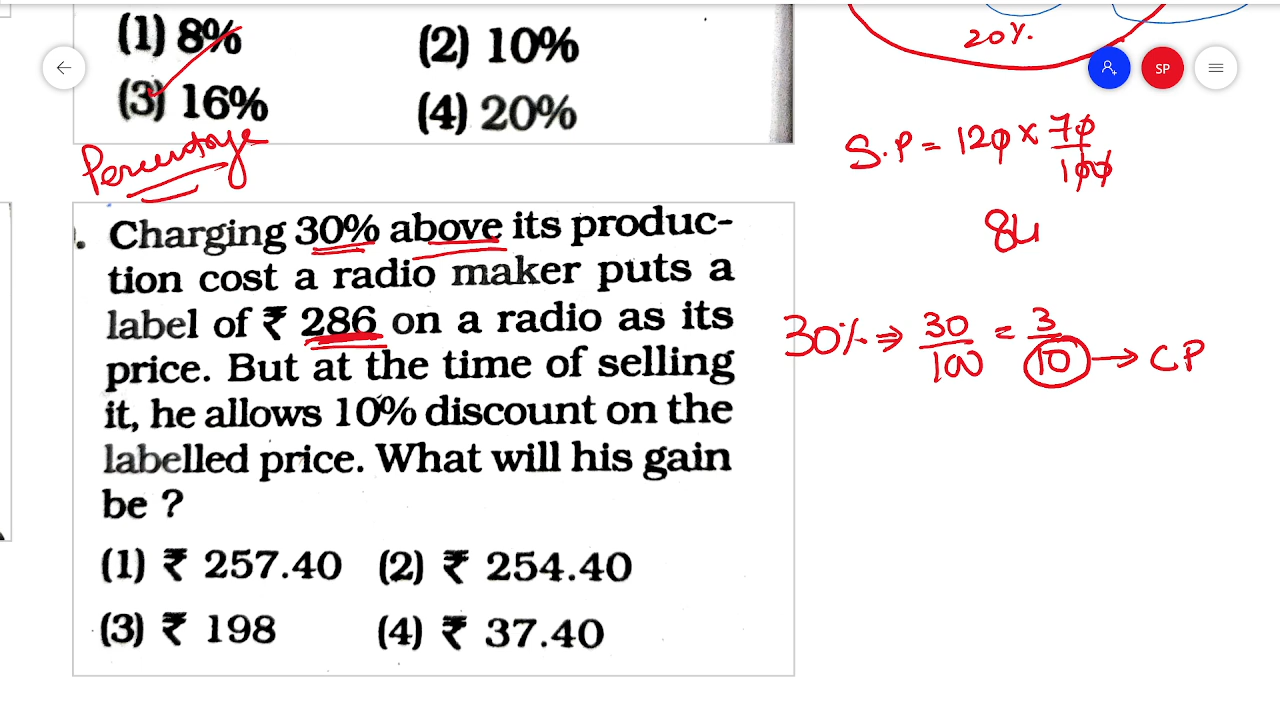 (1) 8% (2) 10%
(3) 16% (4) 20%
Percentage
20%.
SP
S.P = 120 × 70/100
84
. Charging 30% above its produc-
tion cost a radio maker puts a
label of ₹ 286 on a radio as its
price. But at the time of selling
it, he allows 10% discount on the
labelled price. What will his gain
be ?
(1) ₹ 257.40 (2) ₹ 254.40
(3) ₹ 198 (4) ₹ 37.40
30% ⇒ 30/100 = 3/10 → CP